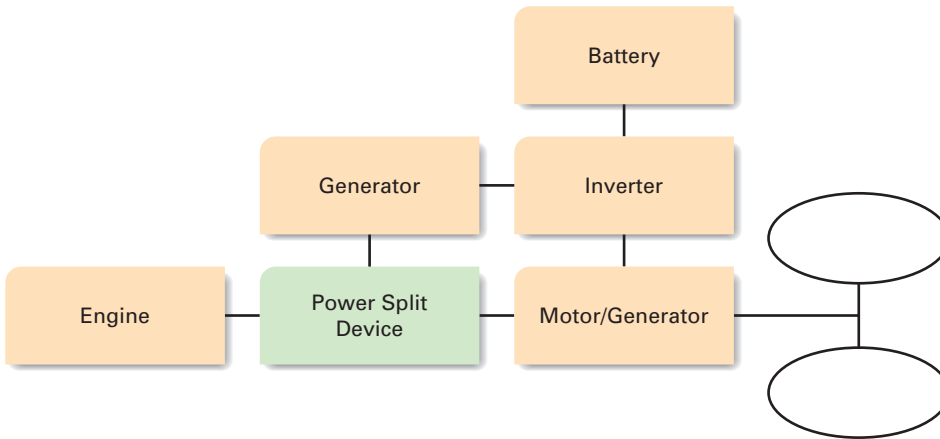 Battery
Generator
Inverter
Engine
Power Split
Device
Motor/Generator